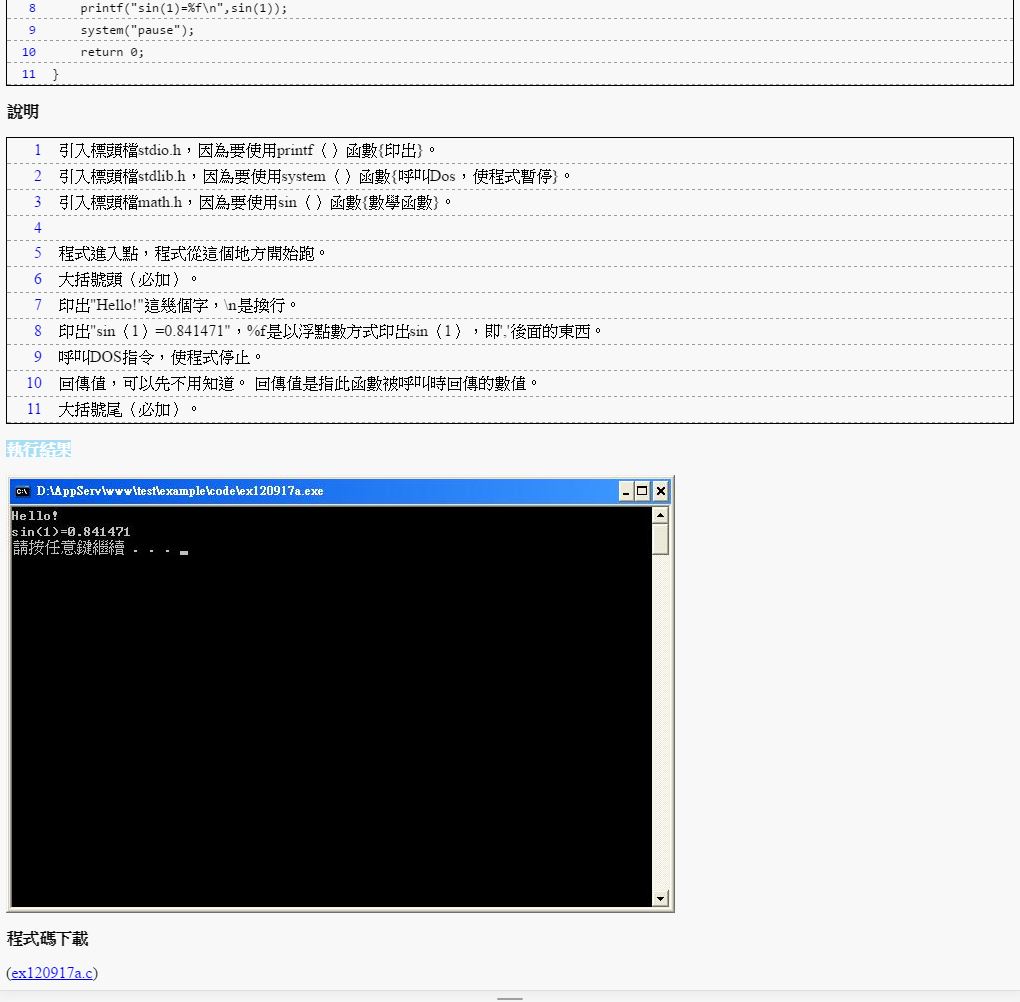 8 printf("sin(1)=%f\n",sin(1));
9 system("pause");
10 return 0;
11 }
說明
1 引入標頭檔stdio.h，因為要使用printf（）函數{印出}。
2 引入標頭檔stdlib.h，因為要使用system（）函數{呼叫Dos，使程式暫停}。
3 引入標頭檔math.h，因為要使用sin（）函數{數學函數}。
4
5 程式進入點，程式從這個地方開始跑。
6 大括號頭（必加）。
7 印出"Hello!"這幾個字，\n是換行。
8 印出"sin（1）=0.841471"，%f是以浮點數方式印出sin（1），即','後面的東西。
9 呼叫DOS指令，使程式停止。
10 回傳值，可以先不用知道。 回傳值是指此函數被呼叫時回傳的數值。
11 大括號尾（必加）。
執行結果
D:\AppServ\www\test\example\code\ex120917a.exe
Hello!
sin(1)=0.841471
請按任意鍵繼續 . . . _
程式碼下載
(ex120917a.c)